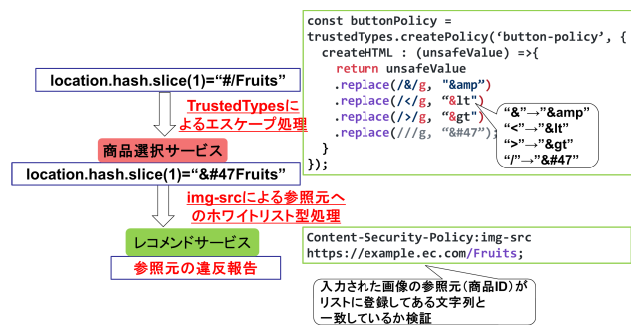 const buttonPolicy =
trustedTypes.createPolicy(‘button-policy’, {
createHTML : (unsafeValue) =>{
return unsafeValue
.replace(/&/g, "&amp”)
.replace(/</g, “&lt")
.replace(/>/g, “&gt")
.replace(///g, “&#47”);
}
});
“&”→”&amp”
“<”→”&lt”
“>”→”&gt”
“/”→”&#47”
location.hash.slice(1)=“#/Fruits”
TrustedTypesに
よるエスケープ処理
商品選択サービス
location.hash.slice(1)=“&#47Fruits”
img-srcによる参照元へ
のホワイトリスト型処理
レコメンドサービス
参照元の違反報告
Content-Security-Policy:img-src
https://example.ec.com/Fruits;
入力された画像の参照元(商品ID)が
リストに登録してある文字列と
一致しているか検証